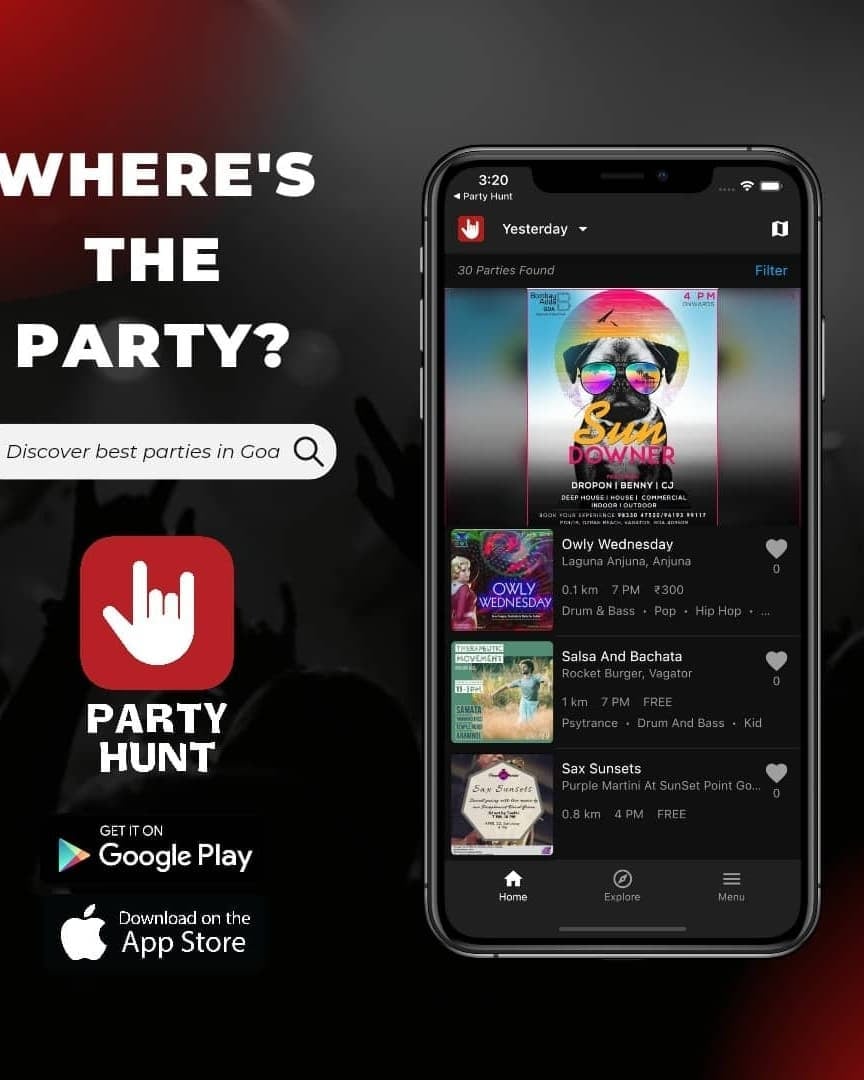 WHERE'S
THE
PARTY?
Discover best parties in Goa
PARTY
HUNT
GET IT ON
Google Play
Download on the
App Store
3:20
Party Hunt
Yesterday
30 Parties Found
Filter
Bombay
Adda
GOA
4 PM
ONWARDS
Sun
DOWNER
DROPON | BENNY | CJ
DEEP HOUSE | HOUSE | COMMERCIAL
INDOOR | OUTDOOR
OWLY
WEDNESDAY
Owly Wednesday
Laguna Anjuna, Anjuna
0.1 km 7 PM ₹300
Drum & Bass • Pop • Hip Hop • ...
0
THERAPEUTIC
MOVEMENT
11-1PM
SAMATA
Salsa And Bachata
Rocket Burger, Vagator
1 km 7 PM FREE
Psytrance • Drum And Bass • Kid
0
Sax Sunsets
Sax Sunsets
Purple Martini At SunSet Point Go...
0.8 km 4 PM FREE
0
Home
Explore
Menu